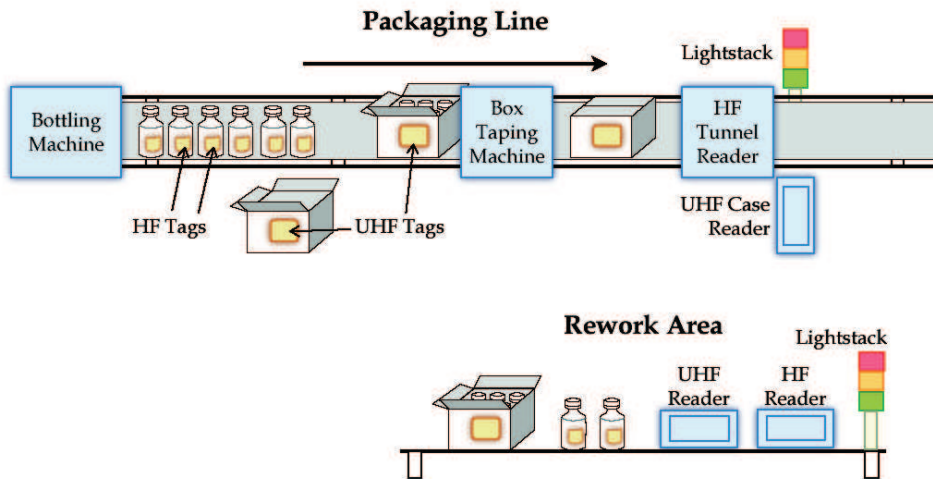 Packaging Line
Lightstack
Bottling
Machine
Box
Taping
Machine
HF
Tunnel
Reader
HF Tags
UHF Tags
UHF Case
Reader
Rework Area
Lightstack
UHF
Reader
HF
Reader